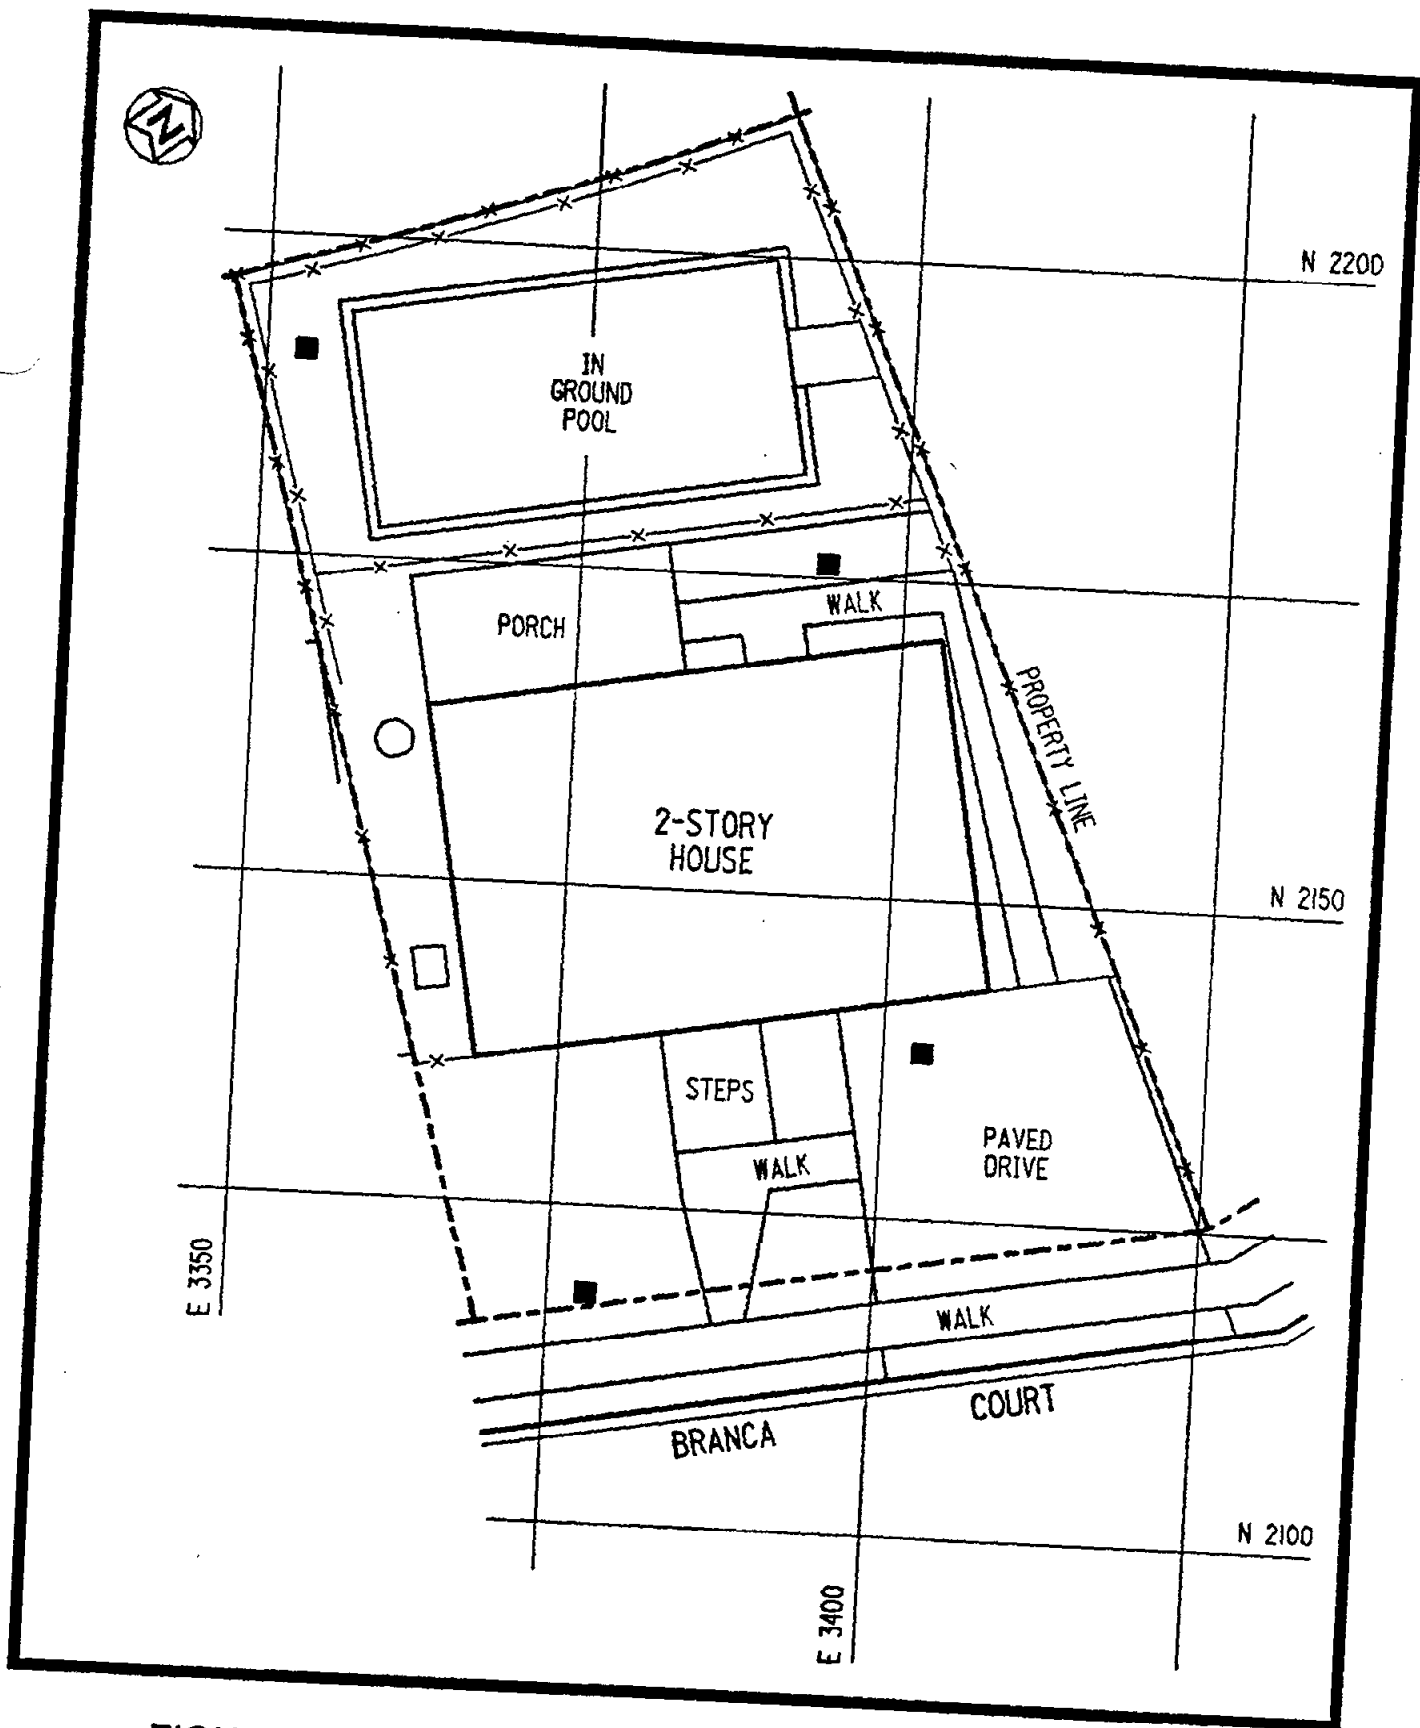 N
N 2200
IN
GROUND
POOL
WALK
PORCH
PROPERTY LINE
2-STORY
HOUSE
N 2150
STEPS
PAVED
DRIVE
WALK
E 3350
WALK
COURT
BRANCA
N 2100
E 3400